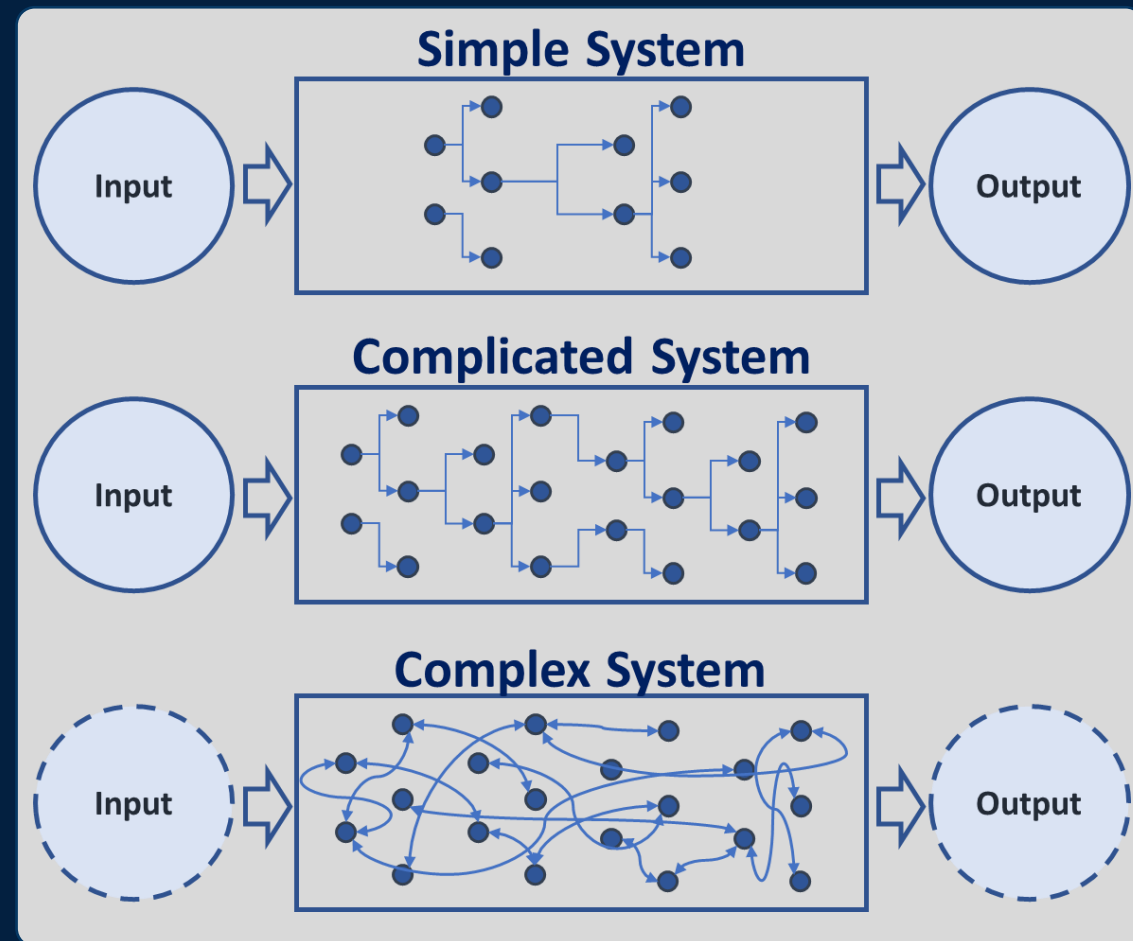 Simple System
Input
Output
Complicated System
Input
Output
Complex System
Input
Output